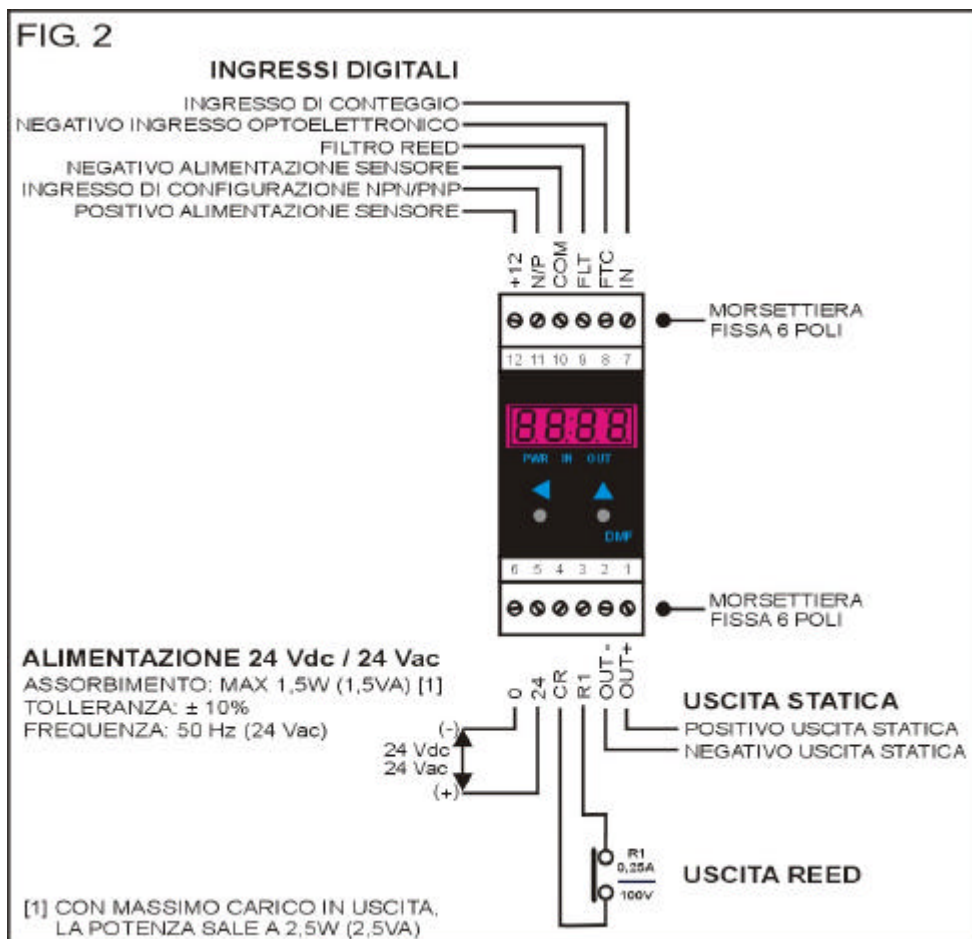 FIG. 2
INGRESSI DIGITALI
INGRESSO DI CONTEGGIO
NEGATIVO INGRESSO OPTOELETTRONICO
FILTRO REED
NEGATIVO ALIMENTAZIONE SENSORE
INGRESSO DI CONFIGURAZIONE NPN/PNP
POSITIVO ALIMENTAZIONE SENSORE
+12 N/P COM FLT FTC IN
MORSETTIERA
FISSA 6 POLI
12 11 10 9 8 7
8.8:8.8.
PWR IN OUT
DMF
6 5 4 3 2 1
MORSETTIERA
FISSA 6 POLI
0 24 CR R1 OUT- OUT+
ALIMENTAZIONE 24 Vdc / 24 Vac
ASSORBIMENTO: MAX 1,5W (1,5VA) [1]
TOLLERANZA: ± 10%
FREQUENZA: 50 Hz (24 Vac)
(-)
24 Vdc
24 Vac
(+)
USCITA STATICA
POSITIVO USCITA STATICA
NEGATIVO USCITA STATICA
R1
0,25A
100V
USCITA REED
[1] CON MASSIMO CARICO IN USCITA,
LA POTENZA SALE A 2,5W (2,5VA)